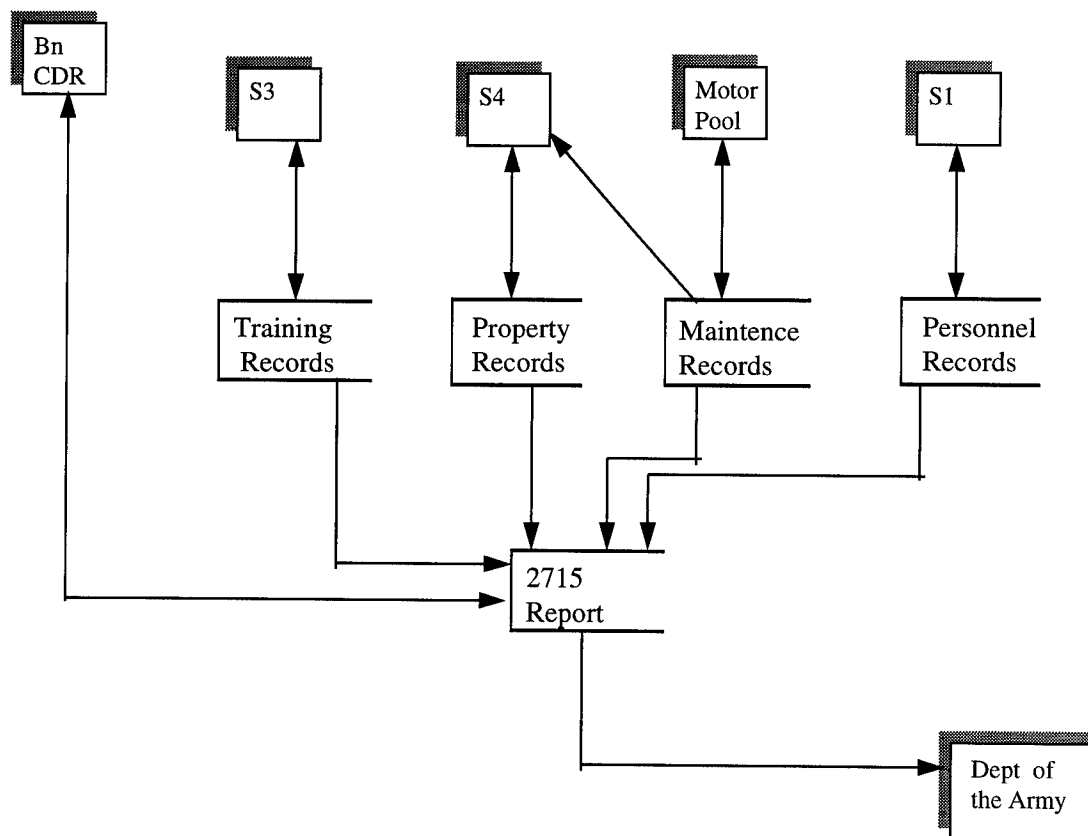 Bn
CDR
S3
S4
Motor
Pool
S1
Training
Records
Property
Records
Maintence
Records
Personnel
Records
2715
Report
Dept of
the Army